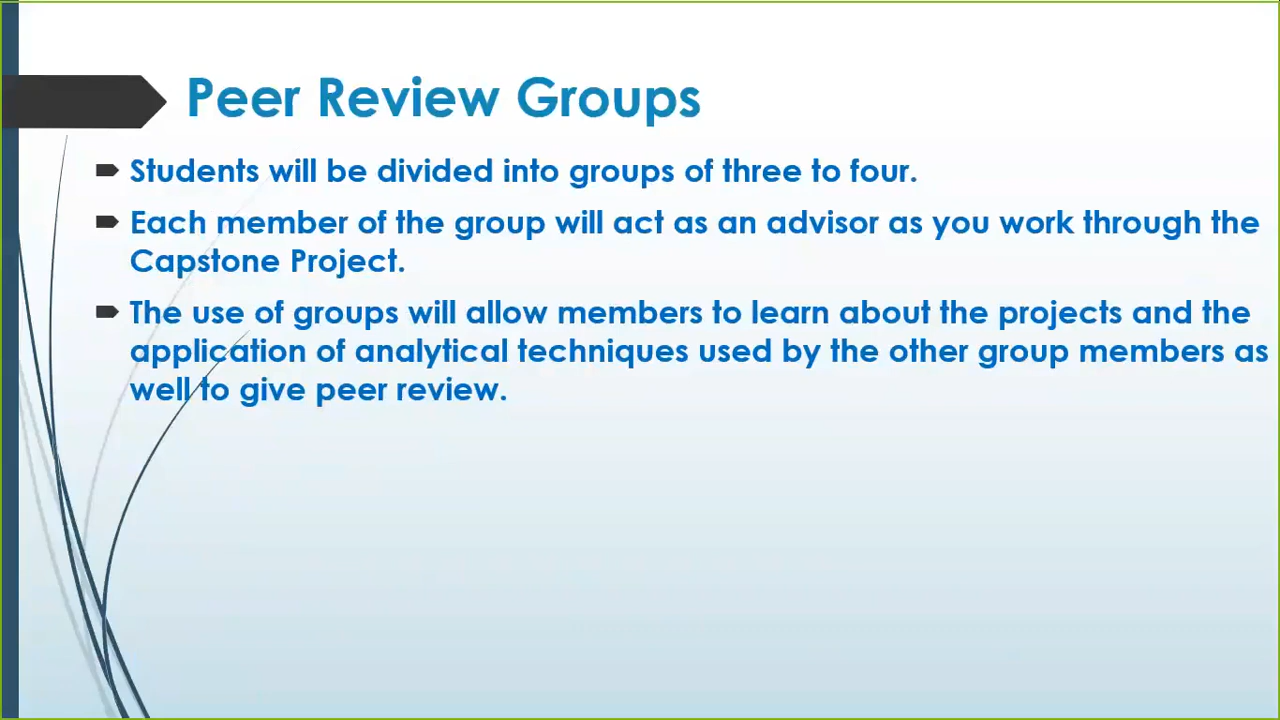 Peer Review Groups
Students will be divided into groups of three to four.
Each member of the group will act as an advisor as you work through the
Capstone Project.
The use of groups will allow members to learn about the projects and the
application of analytical techniques used by the other group members as
well to give peer review.